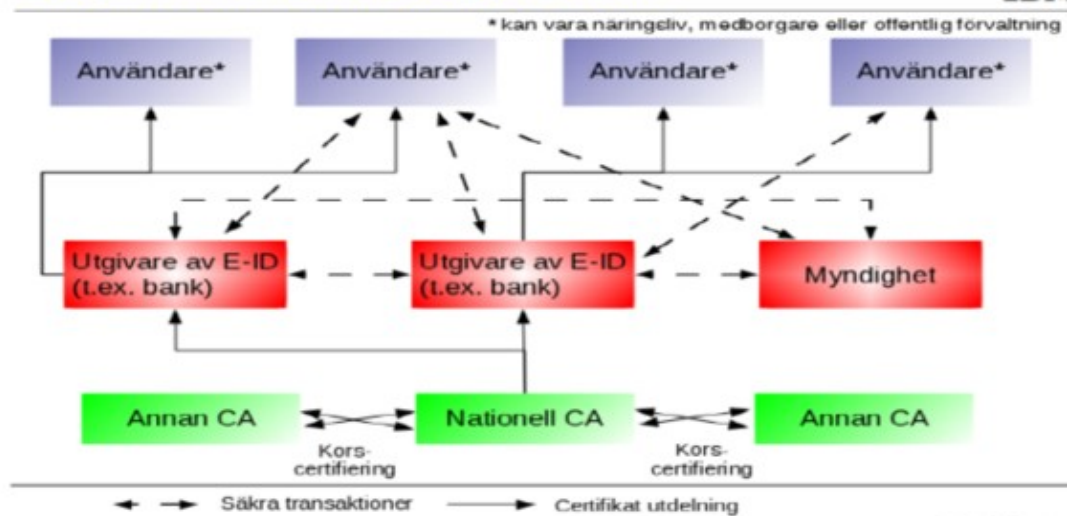 * kan vara näringsliv, medborgare eller offentlig förvaltning
Användare*
Användare*
Användare*
Användare*
Utgivare av E-ID
(t.ex. bank)
Utgivare av E-ID
(t.ex. bank)
Myndighet
Annan CA
Nationell CA
Annan CA
Kors-
certifiering
Kors-
certifiering
Säkra transaktioner
Certifikat utdelning